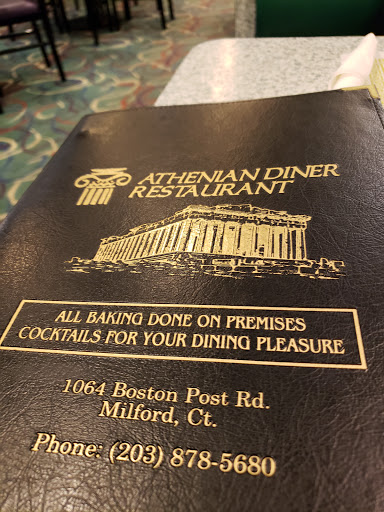 ATHENIAN DINER
RESTAURANT
ALL BAKING DONE ON PREMISES
COCKTAILS FOR YOUR DINING PLEASURE
1064 Boston Post Rd.
Milford, Ct.
Phone: (203) 878-5680